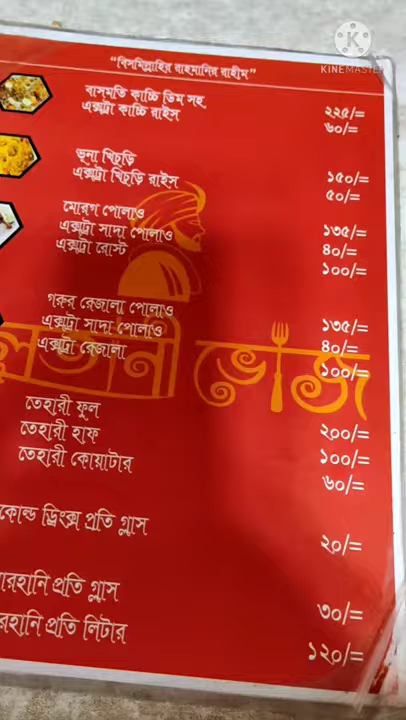 KINEMASTER
"বিসমিল্লাহির রাহমানির রাহীম"
বাসমতি কাচ্চি ডিম সহ ২২৫/=
এক্সট্রা কাচ্চি রাইস ৬০/=
ভূনা খিচুড়ি ১৫০/=
এক্সট্রা খিচুড়ি রাইস ৫০/=
মোরগ পোলাও ১৩৫/=
এক্সট্রা সাদা পোলাও ৪০/=
এক্সট্রা রোস্ট ১০০/=
গরুর রেজালা পোলাও ১৩৫/=
এক্সট্রা সাদা পোলাও ৪০/=
এক্সট্রা রেজালা ১০০/=
লতানী ভোজ
তেহারী ফুল ২০০/=
তেহারী হাফ ১০০/=
তেহারী কোয়াটার ৬০/=
কোল্ড ড্রিংক্স প্রতি গ্লাস ২০/=
রহানি প্রতি গ্লাস ৩০/=
রহানি প্রতি লিটার ১২০/=